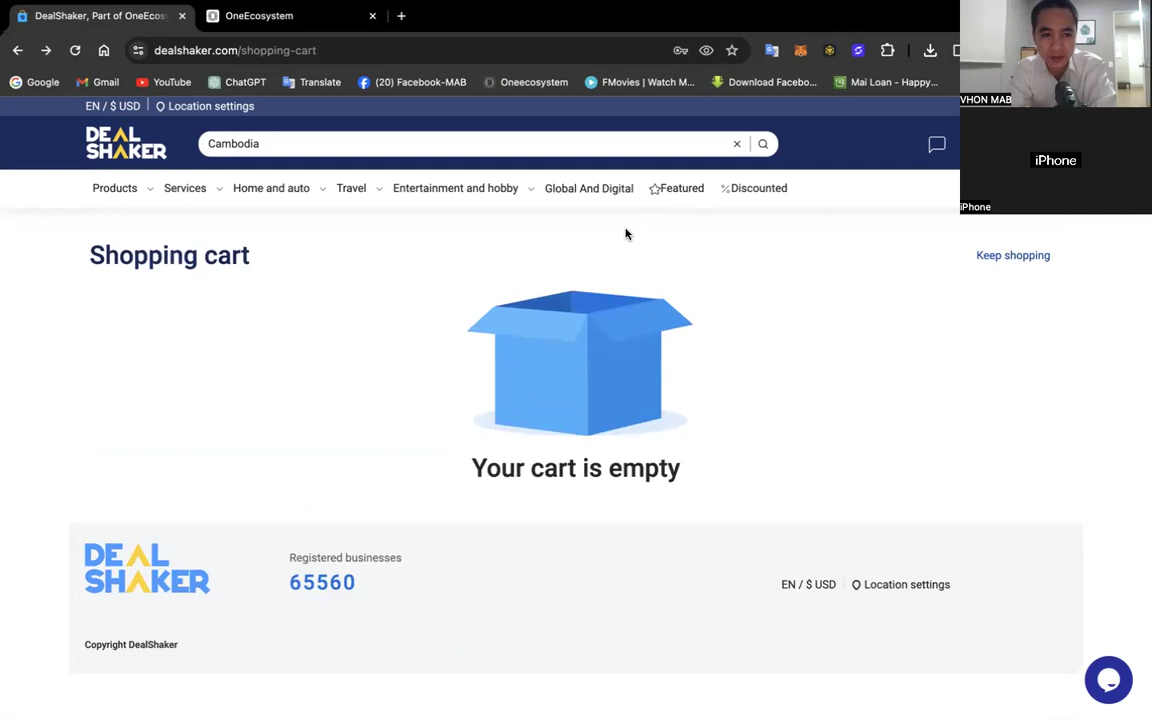 DealShaker, Part of OneEcos
OneEcosystem
dealshaker.com/shopping-cart
Google
Gmail
YouTube
ChatGPT
Translate
(20) Facebook-MAB
Oneecosystem
FMovies | Watch M...
Download Facebo...
Mai Loan - Happy...
VHON MAB
EN / $ USD
Location settings
DEAL
SHAKER
Cambodia
iPhone
iPhone
Products
Services
Home and auto
Travel
Entertainment and hobby
Global And Digital
Featured
Discounted
Shopping cart
Keep shopping
Your cart is empty
DEAL
SHAKER
Registered businesses
65560
EN / $ USD
Location settings
Copyright DealShaker